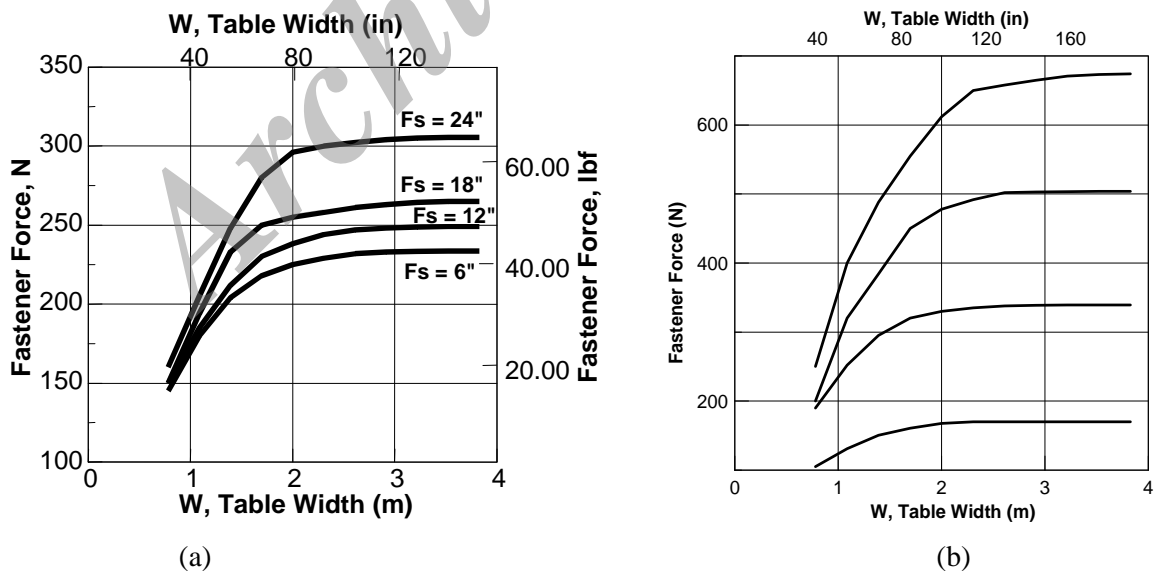 W, Table Width (in)
40 80 120
350
300
250
200
150
100
Fastener Force, N
Fs = 24"
Fs = 18"
Fs = 12"
Fs = 6"
60.00
40.00
20.00
Fastener Force, lbf
0 1 2 3 4
W, Table Width (m)
(a)
Archi
W, Table Width (in)
40 80 120 160
600
400
200
Fastener Force (N)
0 1 2 3 4
W, Table Width (m)
(b)